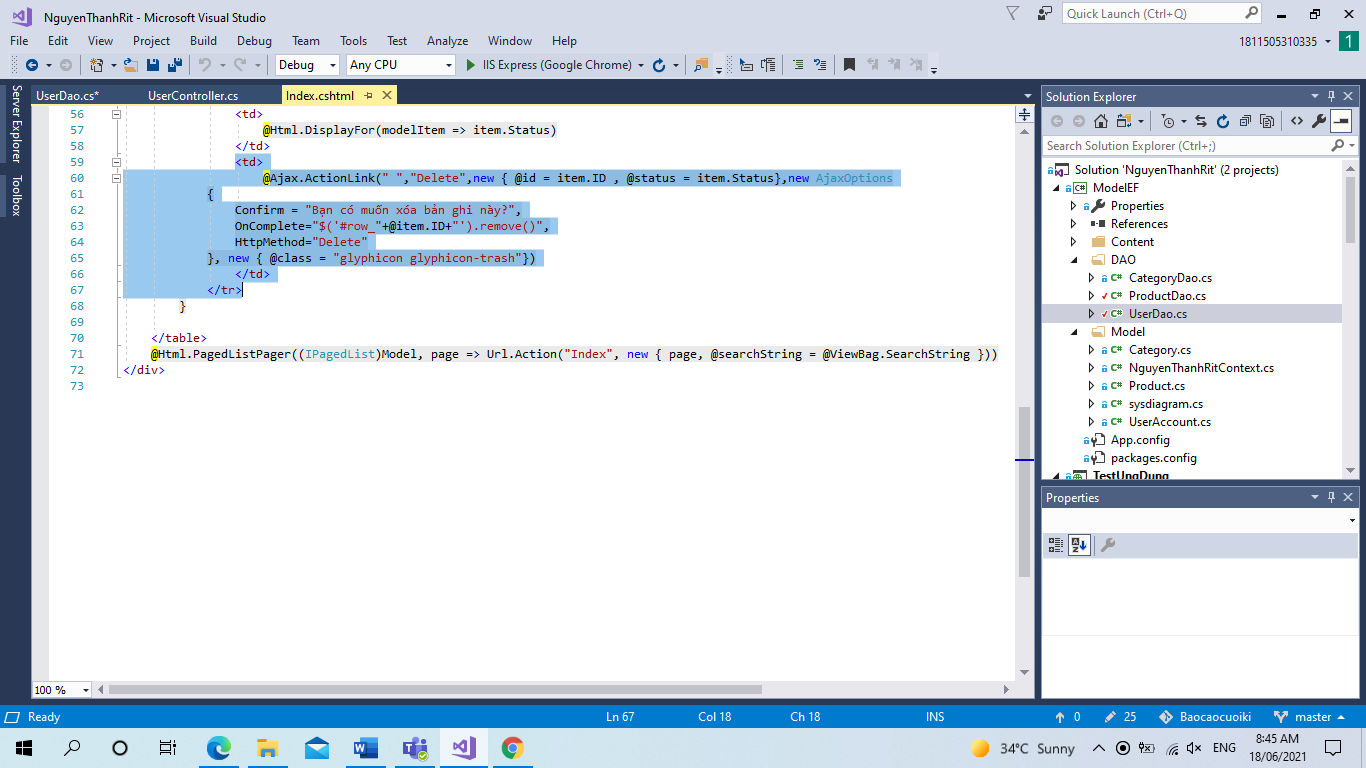 NguyenThanhRit - Microsoft Visual Studio
Quick Launch (Ctrl+Q)
File Edit View Project Build Debug Team Tools Test Analyze Window Help
1811505310335
1
Debug Any CPU IIS Express (Google Chrome)
Server Explorer
Toolbox
UserDao.cs* UserController.cs Index.cshtml
56 <td>
57 @Html.DisplayFor(modelItem => item.Status)
58 </td>
59 <td>
60 @Ajax.ActionLink(" ","Delete",new { @id = item.ID , @status = item.Status},new AjaxOptions
61 {
62 Confirm = "Bạn có muốn xóa bản ghi này?",
63 OnComplete="$('#row_"+@item.ID+"').remove()",
64 HttpMethod="Delete"
65 }, new { @class = "glyphicon glyphicon-trash"})
66 </td>
67 </tr>
68 }
69
70 </table>
71 @Html.PagedListPager((IPagedList)Model, page => Url.Action("Index", new { page, @searchString = @ViewBag.SearchString }))
72 </div>
73
100 %
Solution Explorer
Search Solution Explorer (Ctrl+;)
Solution 'NguyenThanhRit' (2 projects)
ModelEF
Properties
References
Content
DAO
CategoryDao.cs
ProductDao.cs
UserDao.cs
Model
Category.cs
NguyenThanhRitContext.cs
Product.cs
sysdiagram.cs
UserAccount.cs
App.config
packages.config
TestUngDung
Properties
Ready Ln 67 Col 18 Ch 18 INS 0 25 Baocaocuoiki master
34°C Sunny ENG
8:45 AM
18/06/2021